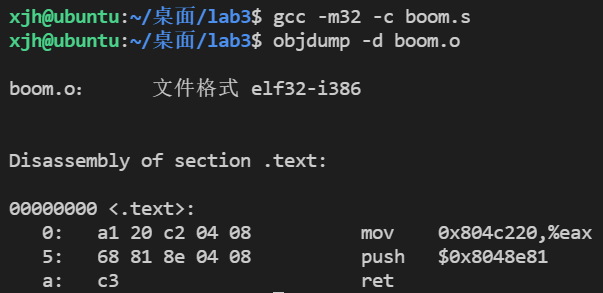 xjh@ubuntu:~/桌面/lab3$ gcc -m32 -c boom.s
xjh@ubuntu:~/桌面/lab3$ objdump -d boom.o
boom.o:     文件格式 elf32-i386
Disassembly of section .text:
00000000 <.text>:
   0:   a1 20 c2 04 08          mov    0x804c220,%eax
   5:   68 81 8e 04 08          push   $0x8048e81
   a:   c3                      ret